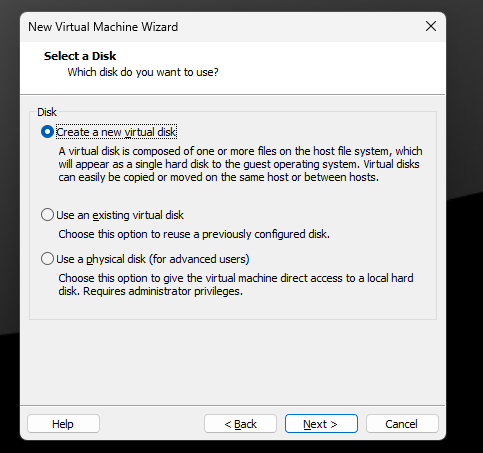 New Virtual Machine Wizard
Select a Disk
Which disk do you want to use?
Disk
Create a new virtual disk
A virtual disk is composed of one or more files on the host file system, which
will appear as a single hard disk to the guest operating system. Virtual disks
can easily be copied or moved on the same host or between hosts.
Use an existing virtual disk
Choose this option to reuse a previously configured disk.
Use a physical disk (for advanced users)
Choose this option to give the virtual machine direct access to a local hard
disk. Requires administrator privileges.
Help
< Back
Next >
Cancel